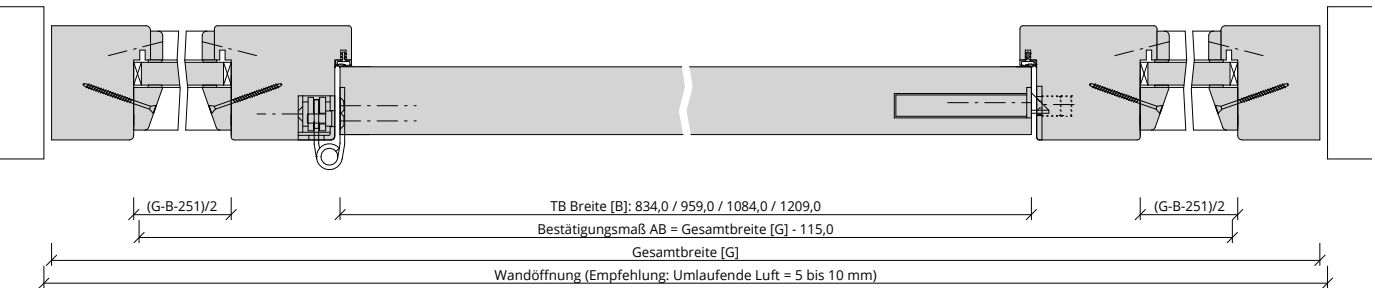 (G-B-251)/2 TB Breite [B]: 834,0 / 959,0 / 1084,0 / 1209,0 (G-B-251)/2
Bestätigungsmaß AB = Gesamtbreite [G] - 115,0
Gesamtbreite [G]
Wandöffnung (Empfehlung: Umlaufende Luft = 5 bis 10 mm)